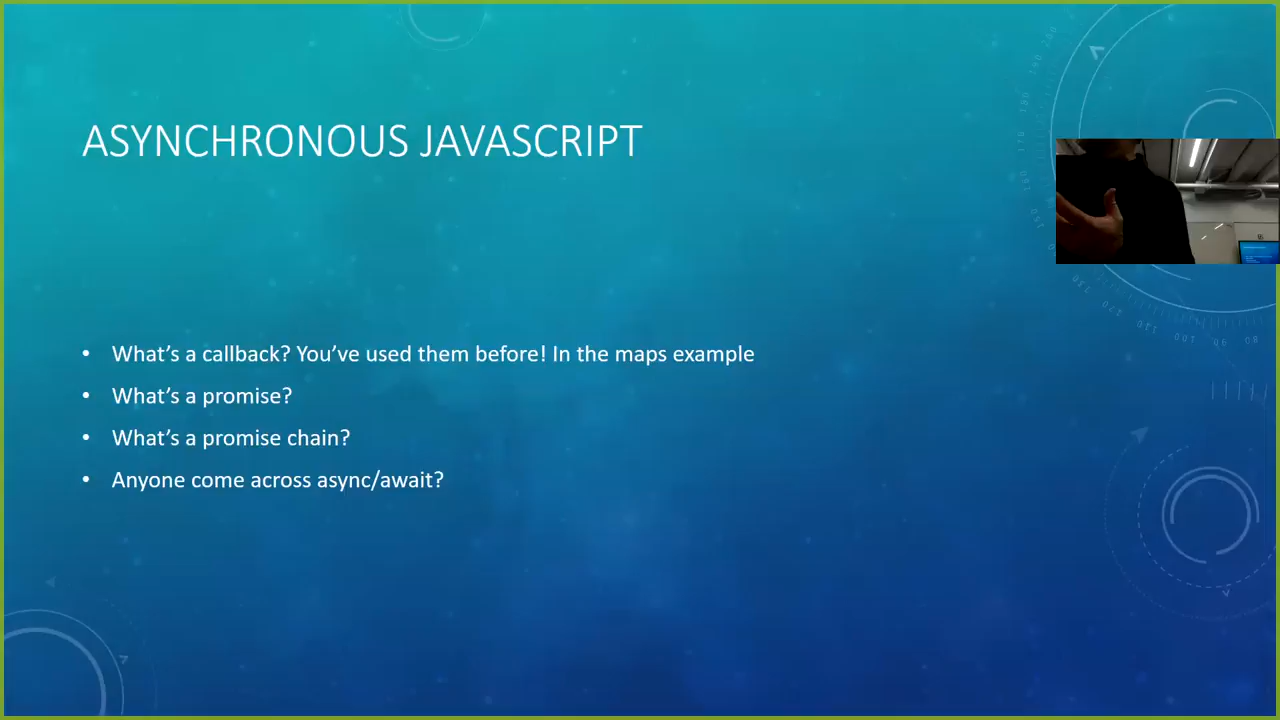 ASYNCHRONOUS JAVASCRIPT
• What's a callback? You've used them before! In the maps example
• What's a promise?
• What's a promise chain?
• Anyone come across async/await?